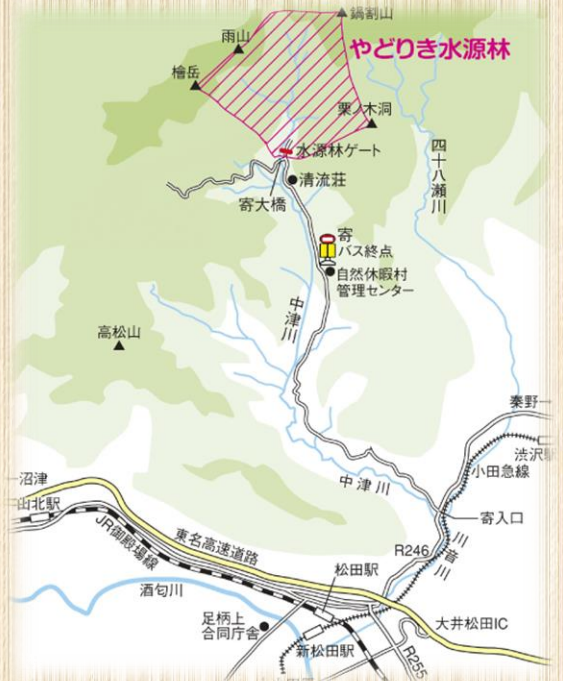 鍋割山
雨山
やどりき水源林
檜岳
栗ノ木洞
水源林ゲート
四十八瀬川
清流荘
寄大橋
寄
バス終点
自然休暇村
管理センター
中津川
高松山
秦野
渋沢駅
小田急線
沼津
中津川
山北駅
寄入口
JR御殿場線
東名高速道路
R246
川音川
松田駅
酒匂川
足柄上
合同庁舎
大井松田IC
新松田駅
R255